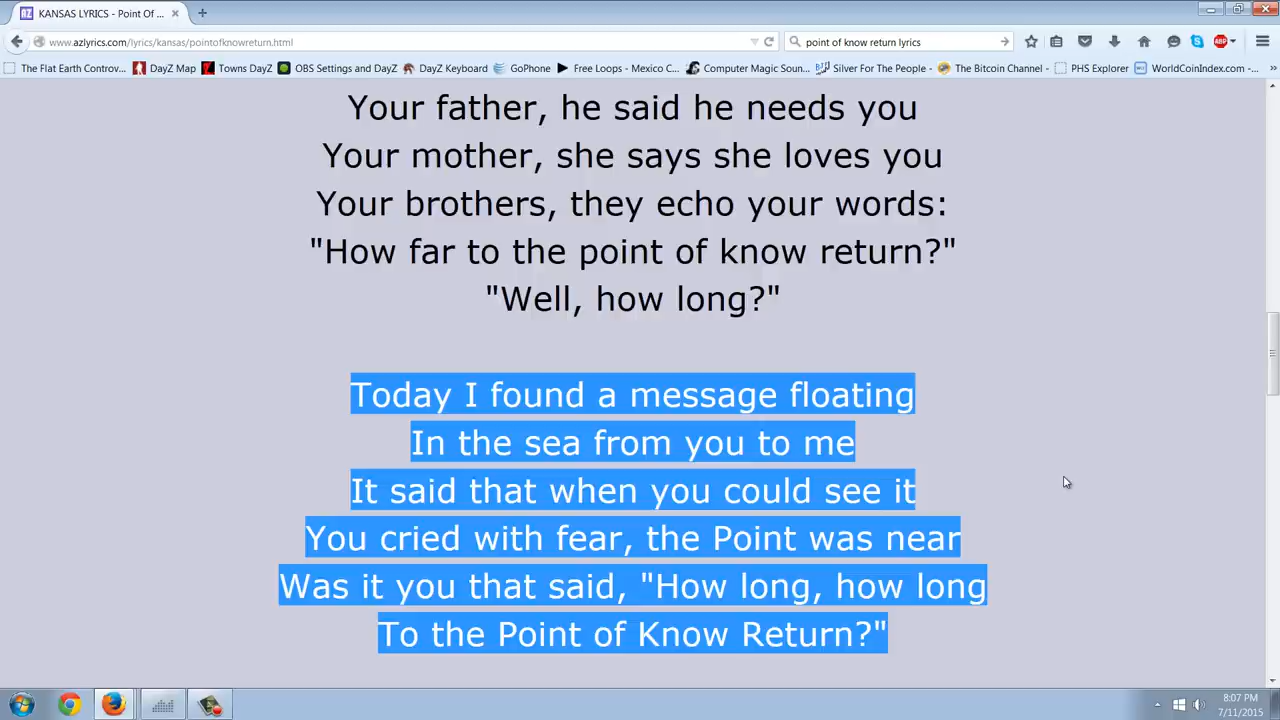 KANSAS LYRICS - Point Of ...
www.azlyrics.com/lyrics/kansas/pointofknowreturn.html
point of know return lyrics
ABP
The Flat Earth Controv...
DayZ Map
Towns DayZ
OBS Settings and DayZ
DayZ Keyboard
GoPhone
Free Loops - Mexico C...
Computer Magic Soun...
Silver For The People - ...
The Bitcoin Channel - ...
PHS Explorer
WorldCoinIndex.com - ...
Your father, he said he needs you
Your mother, she says she loves you
Your brothers, they echo your words:
"How far to the point of know return?"
"Well, how long?"
Today I found a message floating
In the sea from you to me
It said that when you could see it
You cried with fear, the Point was near
Was it you that said, "How long, how long
To the Point of Know Return?"
8:07 PM
7/11/2015